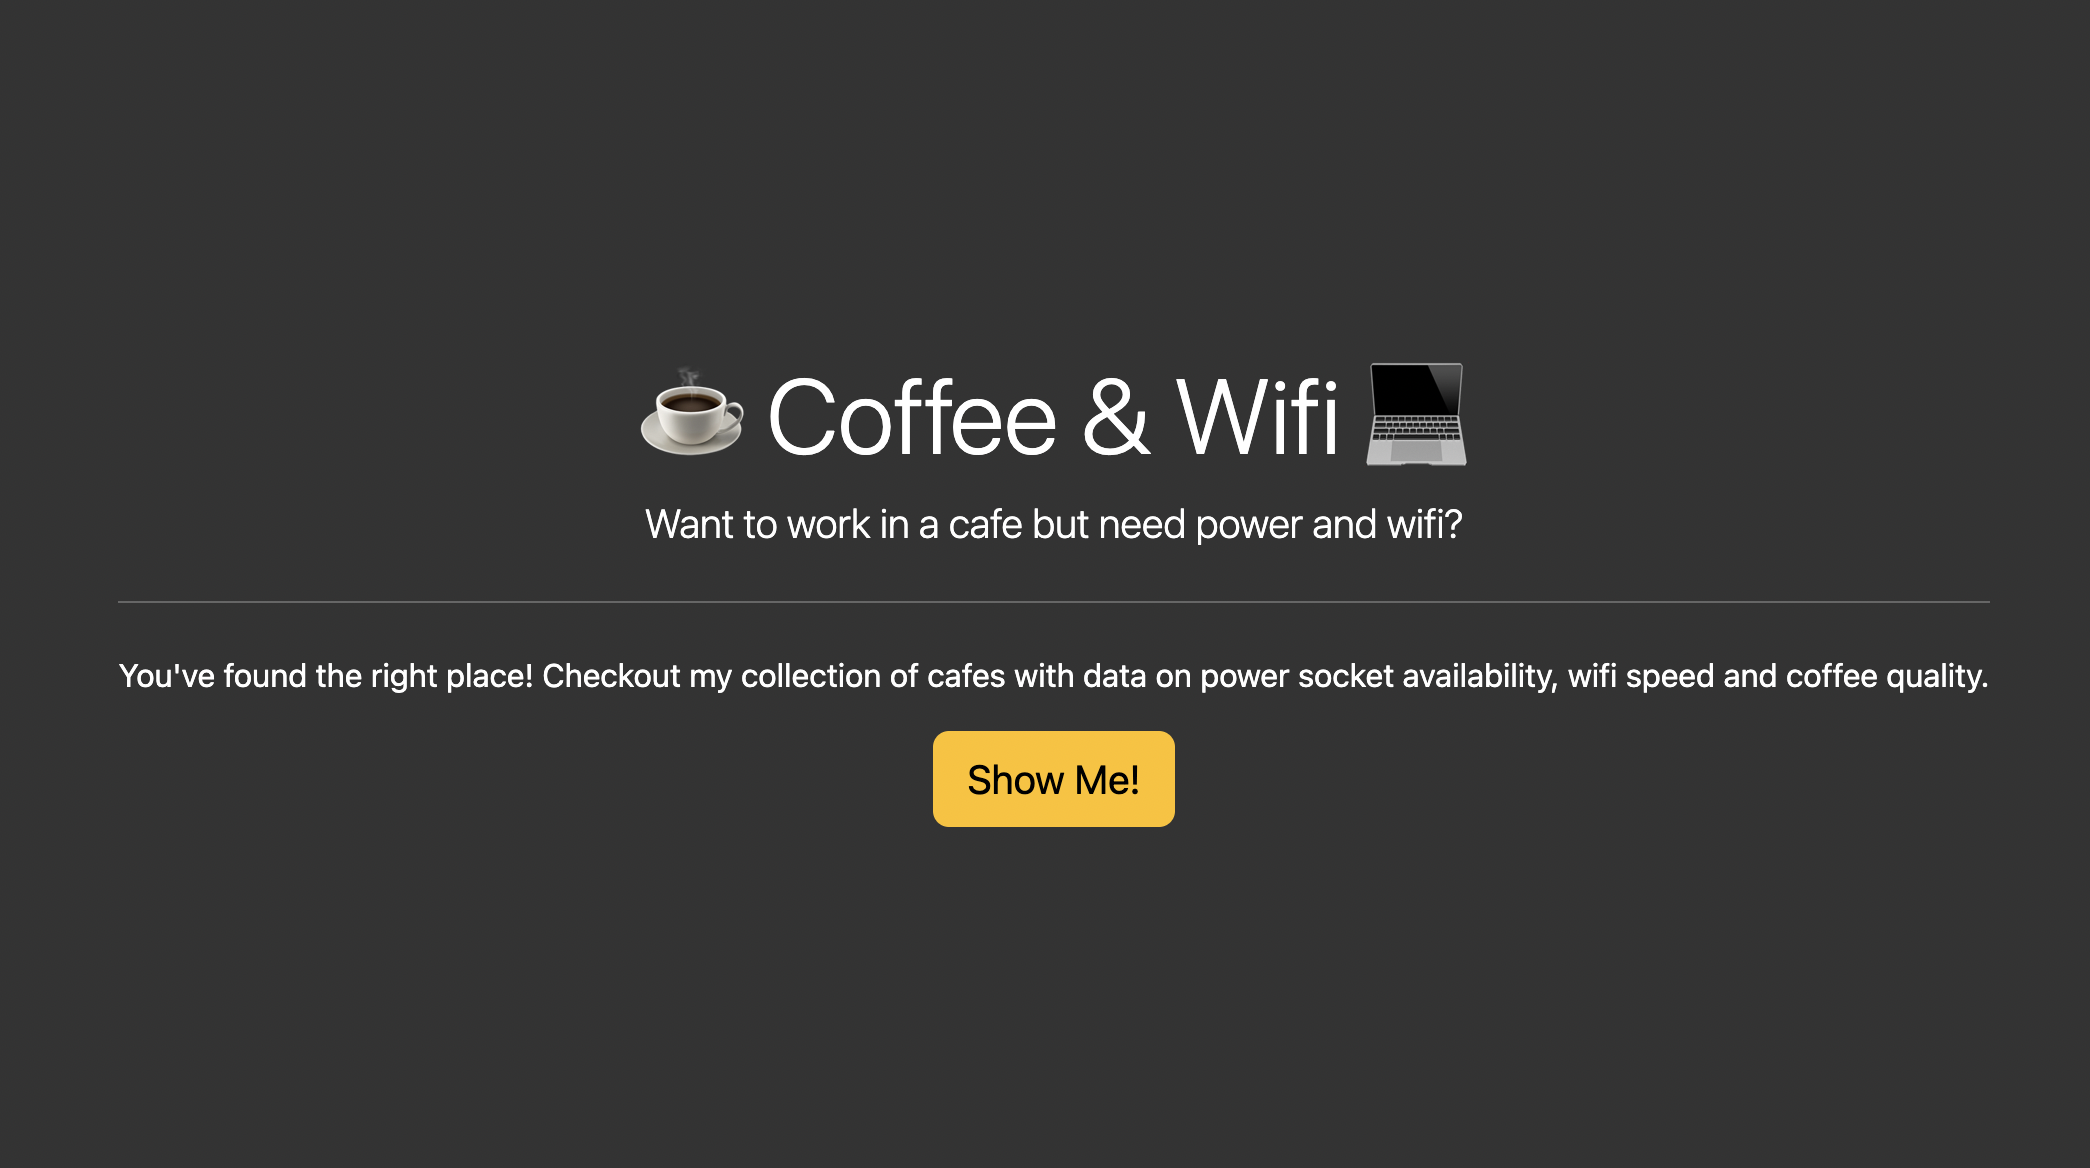 Coffee & Wifi
Want to work in a cafe but need power and wifi?
You've found the right place! Checkout my collection of cafes with data on power socket availability, wifi speed and coffee quality.
Show Me!